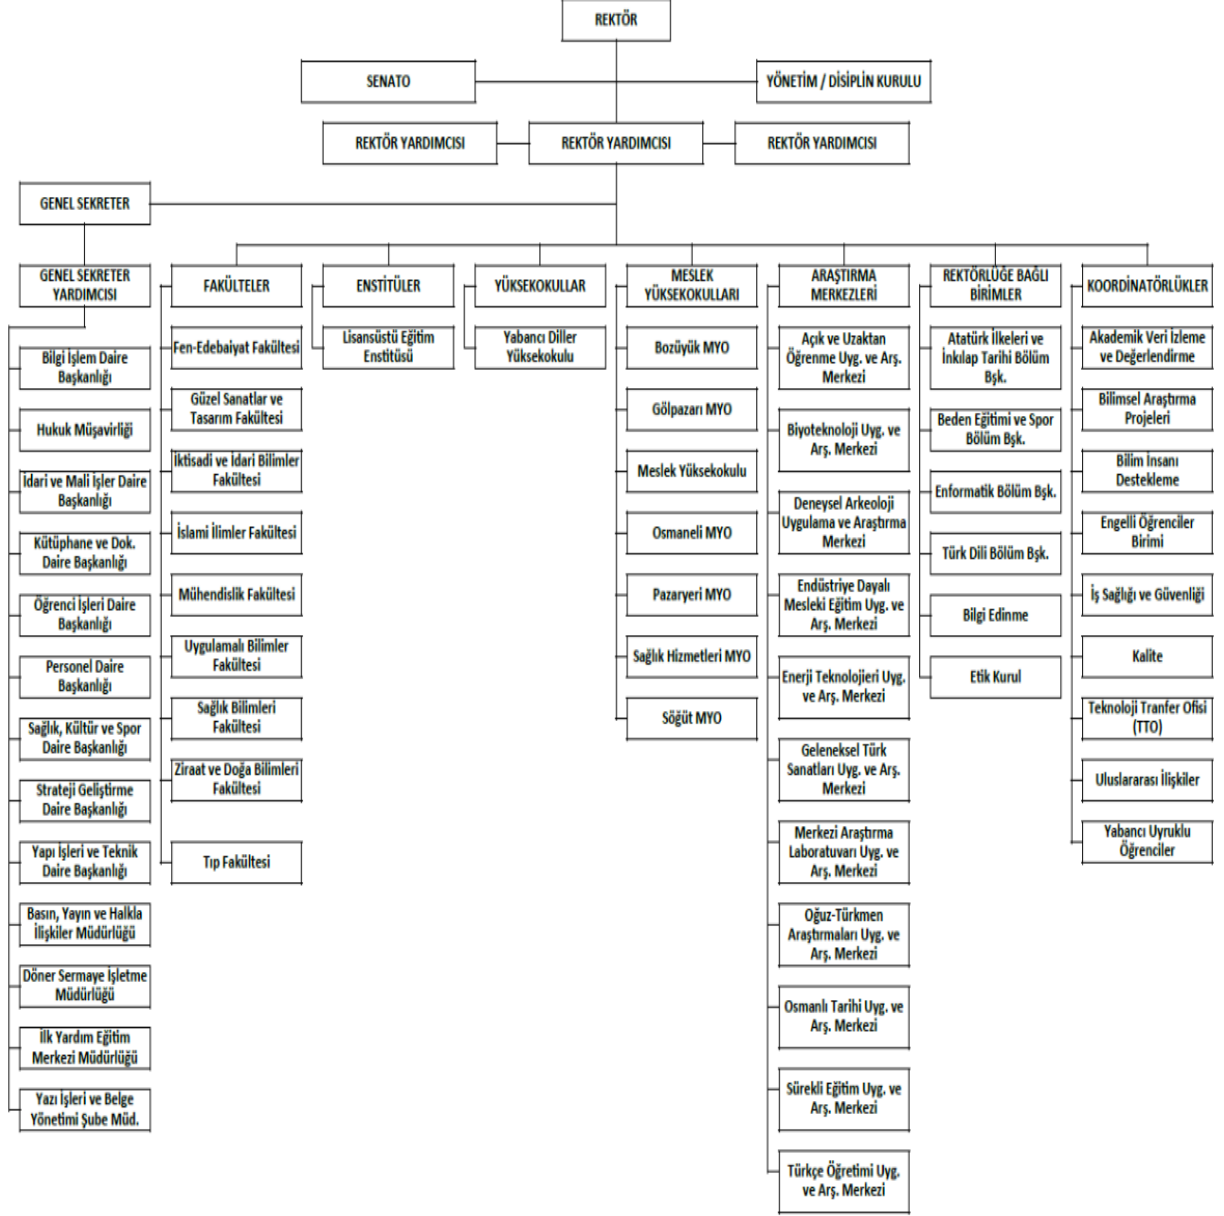 REKTÖR
SENATO
YÖNETİM / DİSİPLİN KURULU
REKTÖR YARDIMCISI
REKTÖR YARDIMCISI
REKTÖR YARDIMCISI
GENEL SEKRETER
GENEL SEKRETER
YARDIMCISI
Bilgi İşlem Daire
Başkanlığı
Hukuk Müşavirliği
İdari ve Mali İşler Daire
Başkanlığı
Kütüphane ve Dok.
Daire Başkanlığı
Öğrenci İşleri Daire
Başkanlığı
Personel Daire
Başkanlığı
Sağlık, Kültür ve Spor
Daire Başkanlığı
Strateji Geliştirme
Daire Başkanlığı
Yapı İşleri ve Teknik
Daire Başkanlığı
Basın, Yayın ve Halkla
İlişkiler Müdürlüğü
Döner Sermaye İşletme
Müdürlüğü
İlk Yardım Eğitim
Merkezi Müdürlüğü
Yazı İşleri ve Belge
Yönetimi Şube Müd.
FAKÜLTELER
Fen-Edebaiyat Fakültesi
Güzel Sanatlar ve
Tasarım Fakültesi
İktisadi ve İdari Bilimler
Fakültesi
İslami İlimler Fakültesi
Mühendislik Fakültesi
Uygulamalı Bilimler
Fakültesi
Sağlık Bilimleri
Fakültesi
Ziraat ve Doğa Bilimleri
Fakültesi
Tıp Fakültesi
ENSTİTÜLER
Lisansüstü Eğitim
Enstitüsü
YÜKSEKOKULLAR
Yabancı Diller
Yüksekokulu
MESLEK
YÜKSEKOKULLARI
Bozüyük MYO
Gölpazarı MYO
Meslek Yüksekokulu
Osmaneli MYO
Pazaryeri MYO
Sağlık Hizmetleri MYO
Söğüt MYO
ARAŞTIRMA
MERKEZLERİ
Açık ve Uzaktan
Öğrenme Uyg. ve Arş.
Merkezi
Biyoteknoloji Uyg. ve
Arş. Merkezi
Deneysel Arkeoloji
Uygulama ve Araştırma
Merkezi
Endüstriye Dayalı
Mesleki Eğitim Uyg. ve
Arş. Merkezi
Enerji Teknolojieri Uyg.
ve Arş. Merkezi
Geleneksel Türk
Sanatları Uyg. ve Arş.
Merkezi
Merkezi Araştırma
Laboratuvarı Uyg. ve
Arş. Merkezi
Oğuz-Türkmen
Araştırmaları Uyg. ve
Arş. Merkezi
Osmanlı Tarihi Uyg. ve
Arş. Merkezi
Sürekli Eğitim Uyg. ve
Arş. Merkezi
Türkçe Öğretimi Uyg.
ve Arş. Merkezi
REKTÖRLÜĞE BAĞLI
BİRİMLER
Atatürk İlkeleri ve
İnkılap Tarihi Bölüm
Bşk.
Beden Eğitimi ve Spor
Bölüm Bşk.
Enformatik Bölüm Bşk.
Türk Dili Bölüm Bşk.
Bilgi Edinme
Etik Kurul
KOORDİNATÖRLÜKLER
Akademik Veri İzleme
ve Değerlendirme
Bilimsel Araştırma
Projeleri
Bilim İnsanı
Destekleme
Engelli Öğrenciler
Birimi
İş Sağlığı ve Güvenliği
Kalite
Teknoloji Tranfer Ofisi
(TTO)
Uluslararası İlişkiler
Yabancı Uyruklu
Öğrenciler